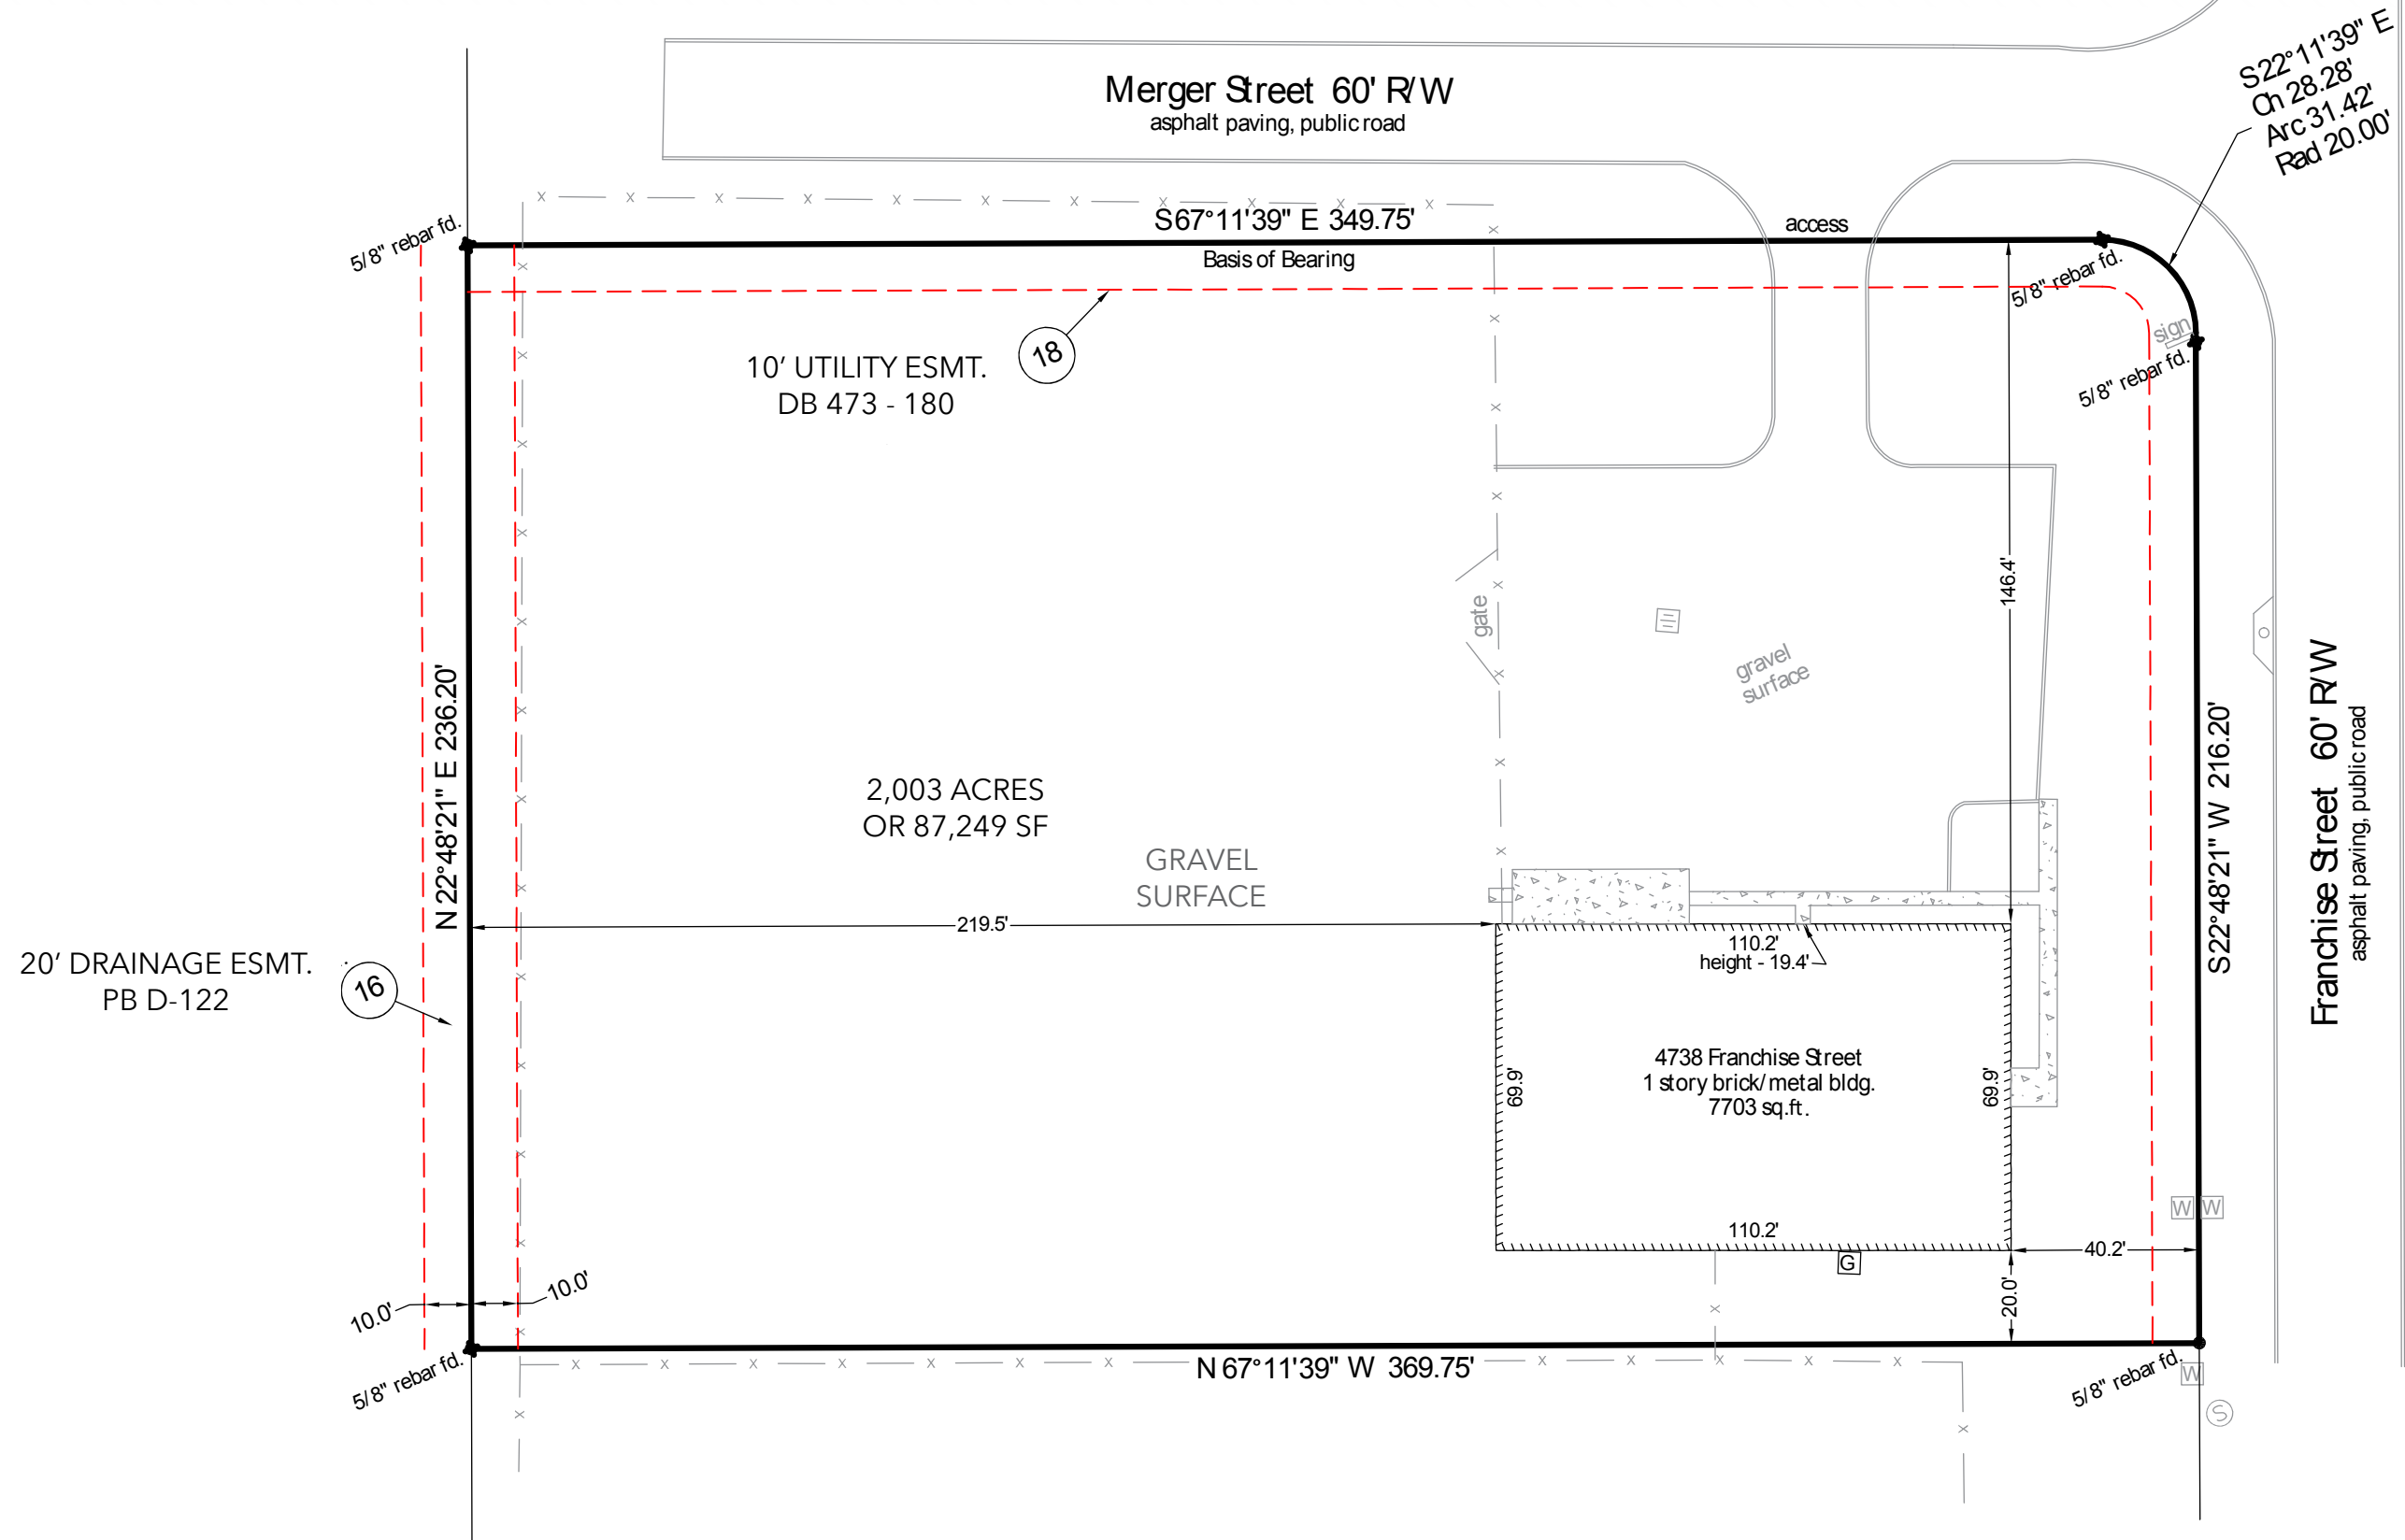 S22°11'39" E
Ch 28.28'
Arc 31.42'
Rad 20.00'
Merger Street 60' R/W
asphalt paving, public road
S67°11'39" E 349.75'
Basis of Bearing
access
5/8" rebar fd.
5/8" rebar fd.
sign
5/8" rebar fd.
10' UTILITY ESMT.
DB 473 - 180
18
146.4'
gate
gravel
surface
N 22°48'21" E 236.20'
S22°48'21" W 216.20'
Franchise Street 60' R/W
asphalt paving, public road
2,003 ACRES
OR 87,249 SF
GRAVEL
SURFACE
219.5'
110.2'
height - 19.4'
20' DRAINAGE ESMT.
PB D-122
16
4738 Franchise Street
1 story brick/metal bldg.
7703 sq.ft.
69.9'
69.9'
110.2'
G
W W
40.2'
20.0'
10.0'
10.0'
5/8" rebar fd.
N 67°11'39" W 369.75'
5/8" rebar fd.
W
S